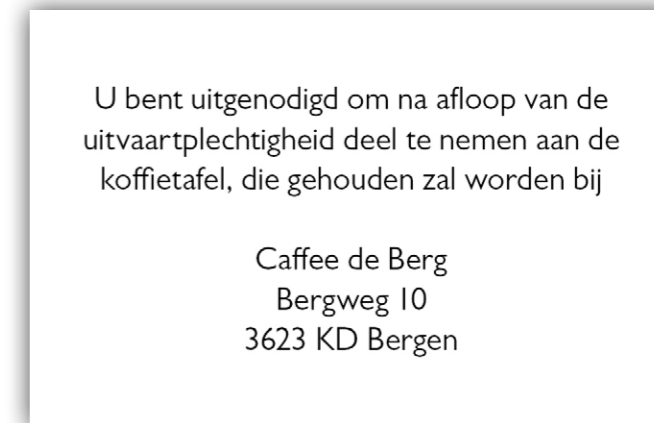 U bent uitgenodigd om na afloop van de
uitvaartplechtigheid deel te nemen aan de
koffietafel, die gehouden zal worden bij
Caffee de Berg
Bergweg 10
3623 KD Bergen